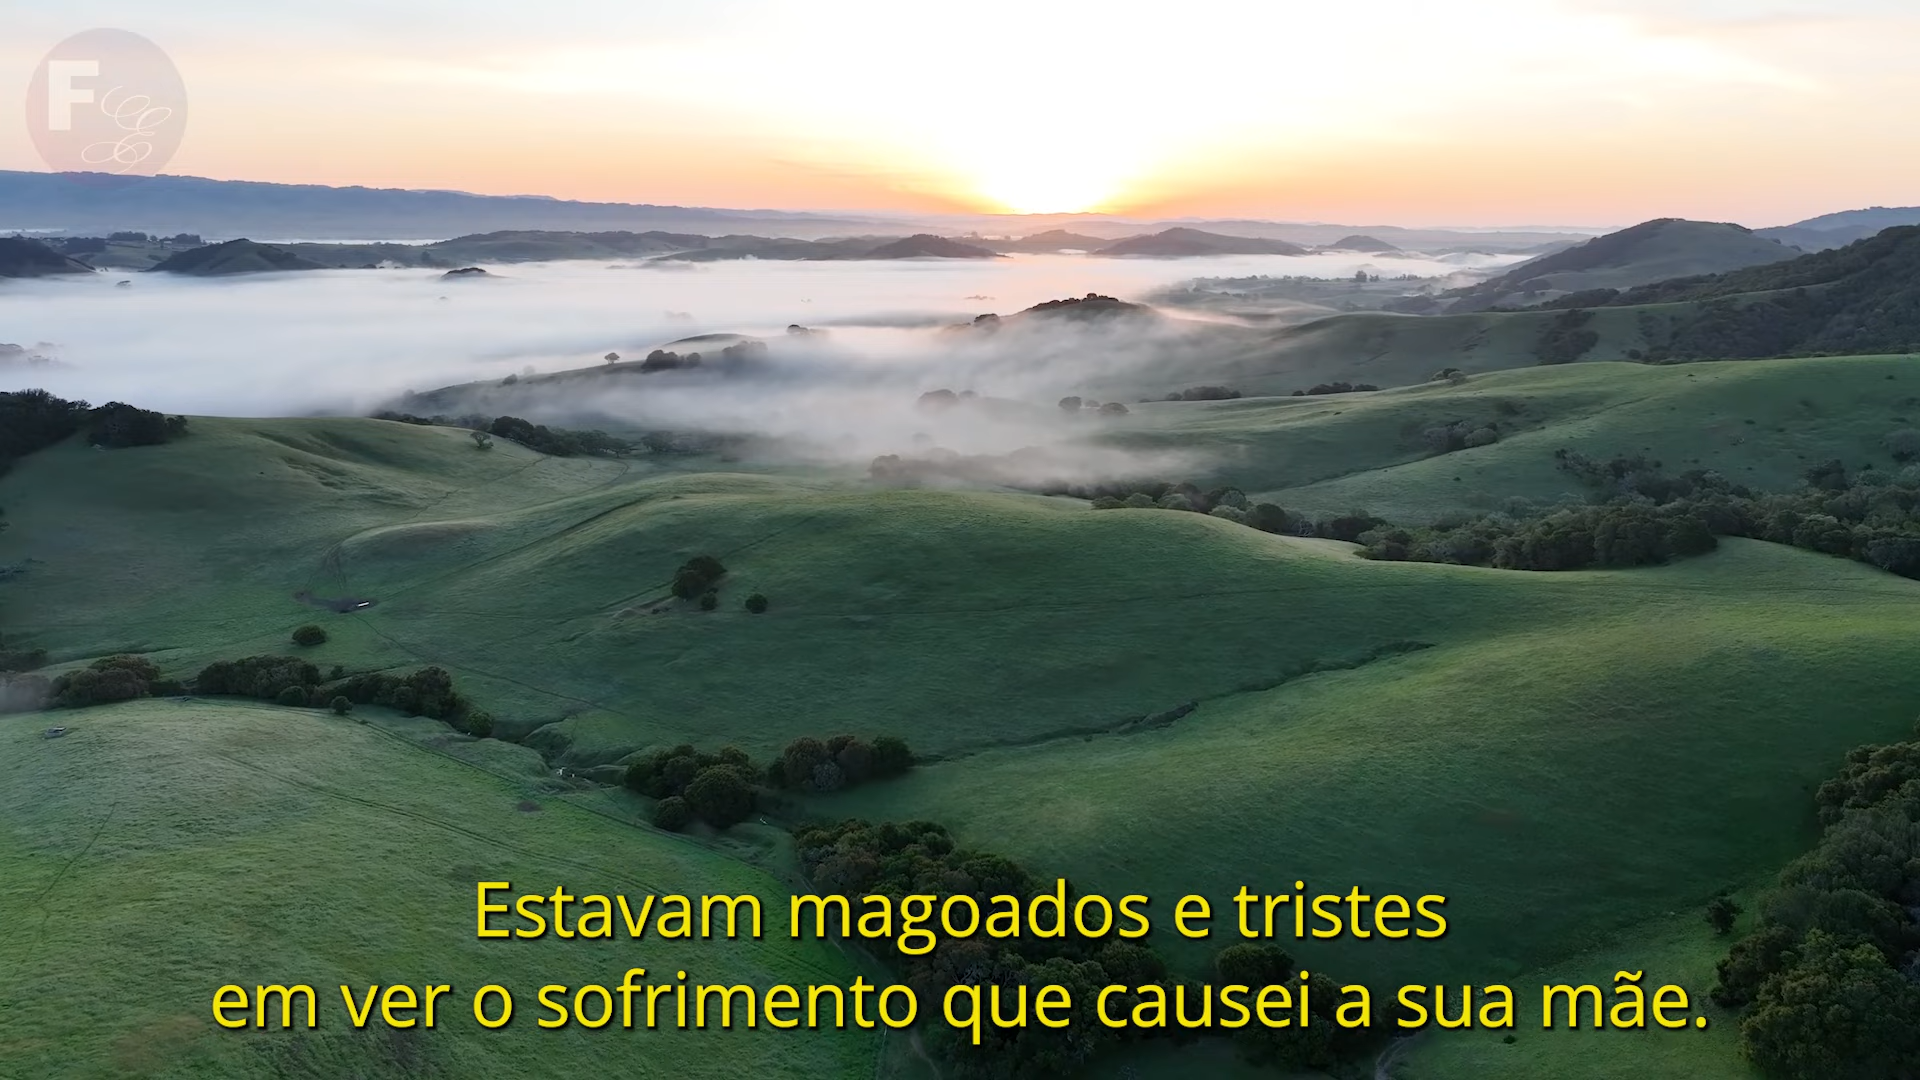 F
Estavam magoados e tristes
em ver o sofrimento que causei a sua mãe.